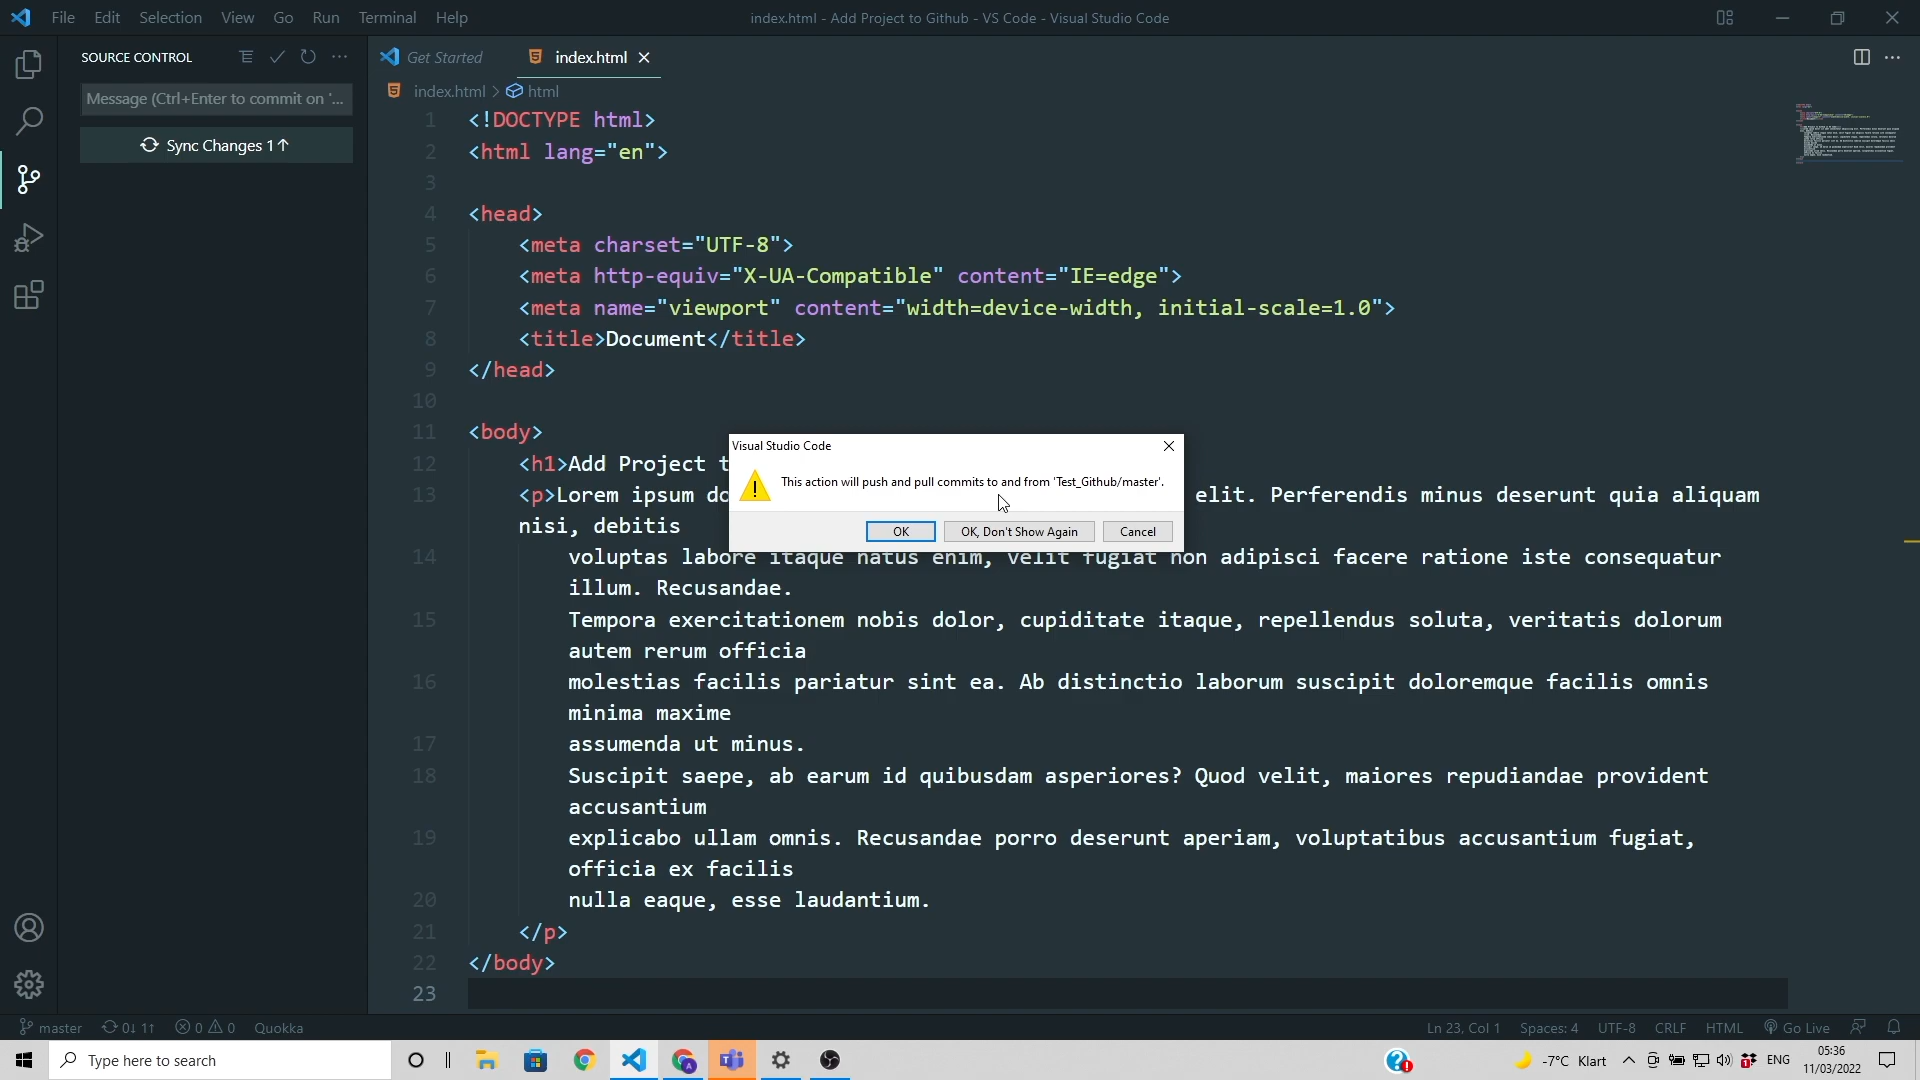 File Edit Selection View Go Run Terminal Help
index.html - Add Project to Github - VS Code - Visual Studio Code
SOURCE CONTROL
Get Started
index.html
index.html > html
Message (Ctrl+Enter to commit on '...
Sync Changes 1↑
1 <!DOCTYPE html>
2 <html lang="en">
3
4 <head>
5 <meta charset="UTF-8">
6 <meta http-equiv="X-UA-Compatible" content="IE=edge">
7 <meta name="viewport" content="width=device-width, initial-scale=1.0">
8 <title>Document</title>
9 </head>
10
11 <body>
Visual Studio Code
This action will push and pull commits to and from 'Test_Github/master'.
OK
OK, Don't Show Again
Cancel
12 <h1>Add Project t
13 <p>Lorem ipsum do elit. Perferendis minus deserunt quia aliquam
nisi, debitis
14 voluptas labore itaque natus enim, velit fugiat non adipisci facere ratione iste consequatur
illum. Recusandae.
15 Tempora exercitationem nobis dolor, cupiditate itaque, repellendus soluta, veritatis dolorum
autem rerum officia
16 molestias facilis pariatur sint ea. Ab distinctio laborum suscipit doloremque facilis omnis
minima maxime
17 assumenda ut minus.
18 Suscipit saepe, ab earum id quibusdam asperiores? Quod velit, maiores repudiandae provident
accusantium
19 explicabo ullam omnis. Recusandae porro deserunt aperiam, voluptatibus accusantium fugiat,
officia ex facilis
20 nulla eaque, esse laudantium.
21 </p>
22 </body>
23
master 0↓ 1↑ 0 0 Quokka
Ln 23, Col 1 Spaces: 4 UTF-8 CRLF HTML Go Live
Type here to search
-7°C Klart
ENG
05:36
11/03/2022